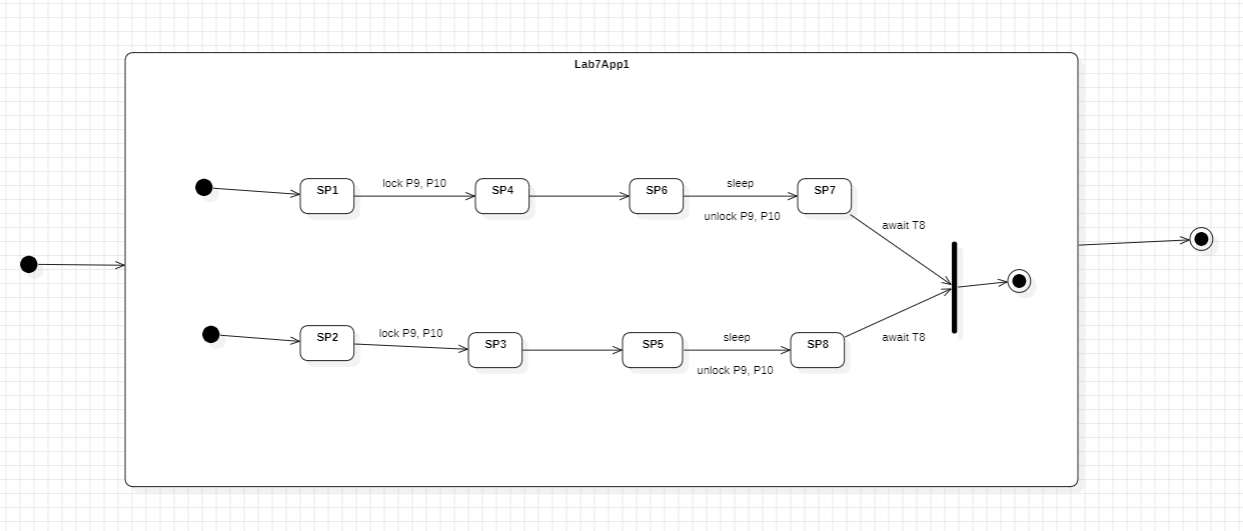 Lab7App1
SP1
lock P9, P10
SP4
SP6
sleep
unlock P9, P10
SP7
await T8
SP2
lock P9, P10
SP3
SP5
sleep
unlock P9, P10
SP8
await T8